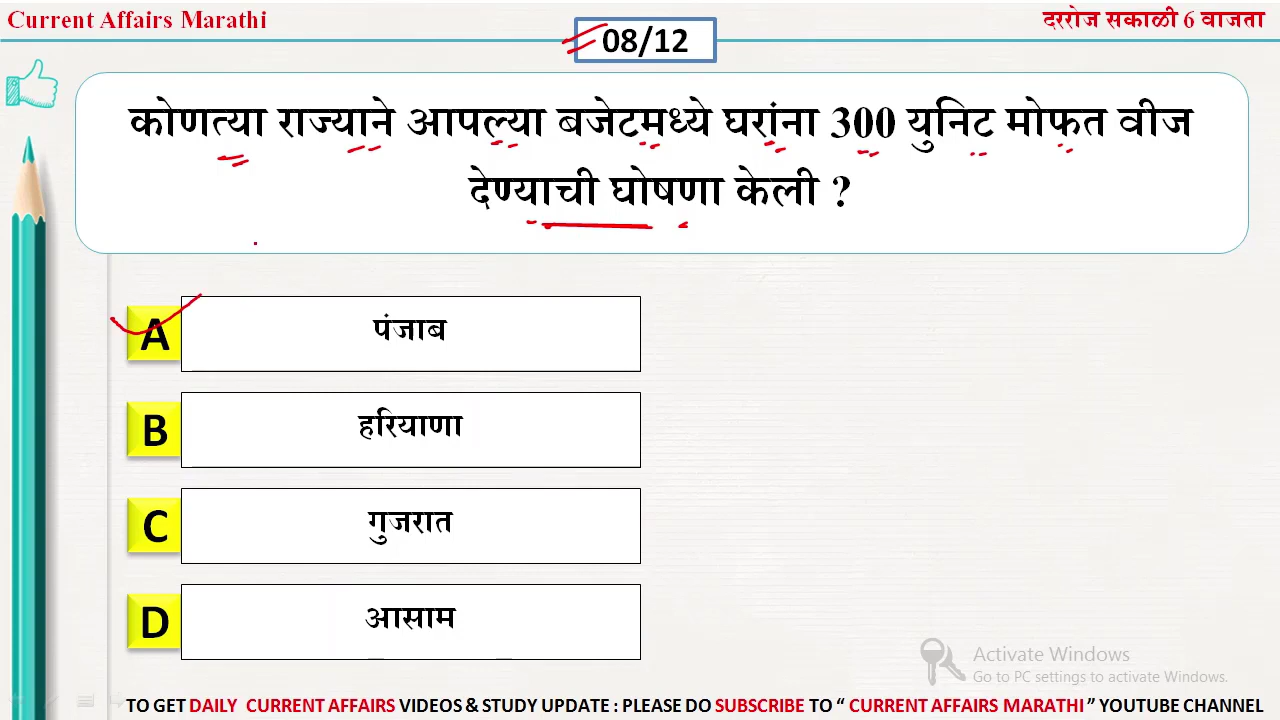 Current Affairs Marathi
दररोज सकाळी 6 वाजता
08/12
कोणत्या राज्याने आपल्या बजेटमध्ये घरांना 300 युनिट मोफत वीज
देण्याची घोषणा केली ?
A पंजाब
B हरियाणा
C गुजरात
D आसाम
Activate Windows
Go to PC settings to activate Windows.
TO GET DAILY CURRENT AFFAIRS VIDEOS & STUDY UPDATE : PLEASE DO SUBSCRIBE TO “ CURRENT AFFAIRS MARATHI ” YOUTUBE CHANNEL